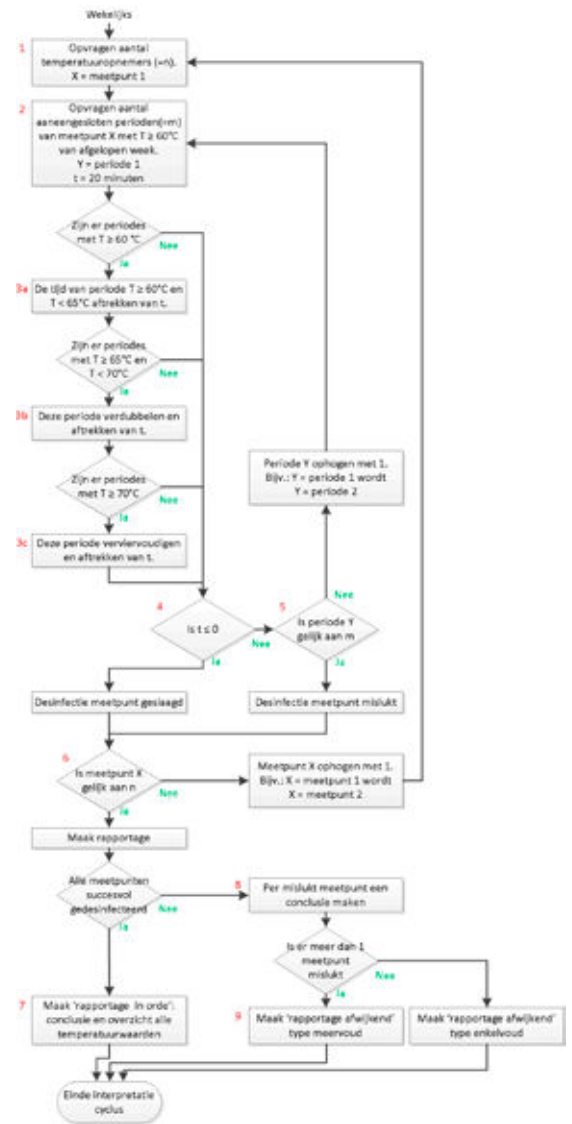 Wekelijks
1
Opvragen aantal
temperatuuropnemers (=n).
X = meetpunt 1
2
Opvragen aantal
aaneengesloten perioden(=m)
van meetpunt X met T ≥ 60°C
van afgelopen week.
Y = periode 1
t = 20 minuten
Zijn er periodes
met T ≥ 60 °C
Nee
Ja
3a
De tijd van periode T ≥ 60°C en
T < 65°C aftrekken van t.
Zijn er periodes
met T ≥ 65°C en
T < 70°C
Nee
Ja
3b
Deze periode verdubbelen en
aftrekken van t.
Zijn er periodes
met T ≥ 70°C
Nee
Ja
3c
Deze periode verviervoudigen
en aftrekken van t.
Periode Y ophogen met 1.
Bijv.: Y = periode 1 wordt
Y = periode 2
Nee
4
Is t ≤ 0
Nee
Ja
5
Is periode Y
gelijk aan m
Ja
Desinfectie meetpunt geslaagd
Desinfectie meetpunt mislukt
6
Is meetpunt X
gelijk aan n
Nee
Ja
Meetpunt X ophogen met 1.
Bijv.: X = meetpunt 1 wordt
X = meetpunt 2
Maak rapportage
Alle meetpunten
succesvol
gedesinfecteerd
Nee
Ja
8
Per mislukt meetpunt een
conclusie maken
Is er meer dan 1
meetpunt
mislukt
Nee
Ja
7
Maak 'rapportage in orde':
conclusie en overzicht alle
temperatuurwaarden
9
Maak 'rapportage afwijkend'
type meervoud
Maak 'rapportage afwijkend'
type enkelvoud
Einde interpretatie
cyclus